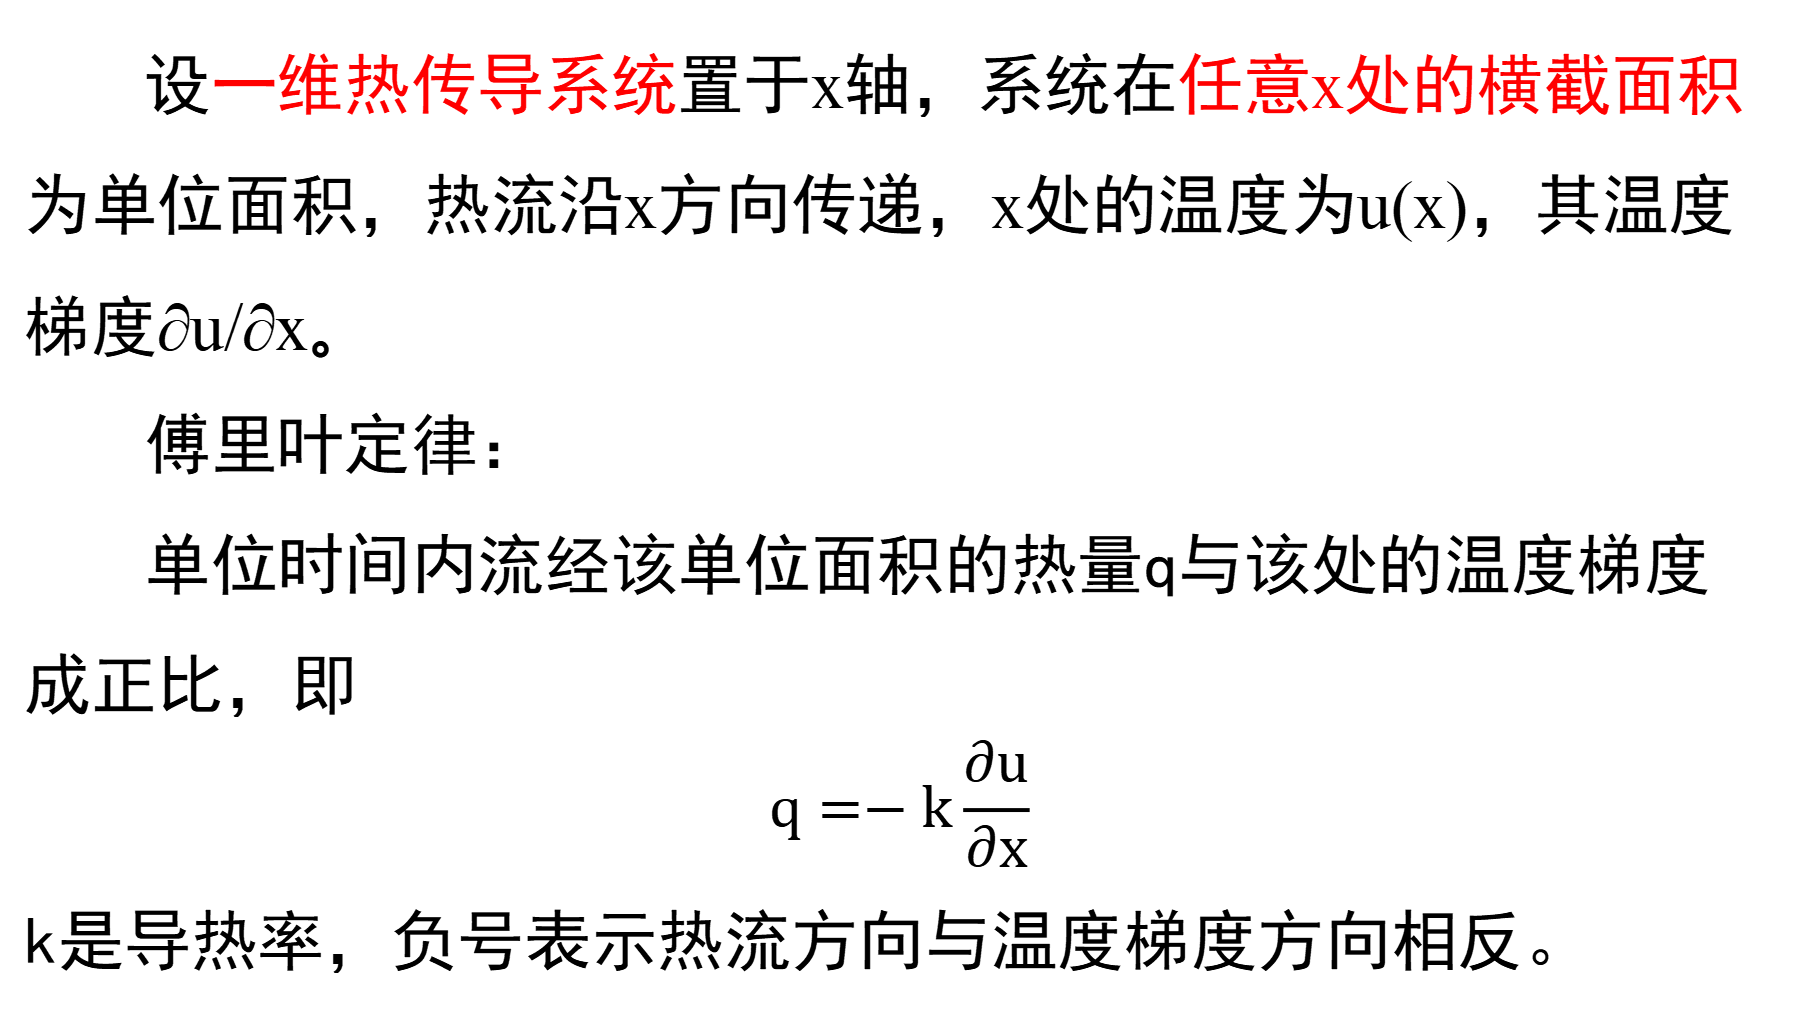 设一维热传导系统置于x轴，系统在任意x处的横截面积
为单位面积，热流沿x方向传递，x处的温度为u(x)，其温度
梯度∂u/∂x。
傅里叶定律：
单位时间内流经该单位面积的热量q与该处的温度梯度
成正比，即
q =− k ∂u/∂x
k是导热率，负号表示热流方向与温度梯度方向相反。